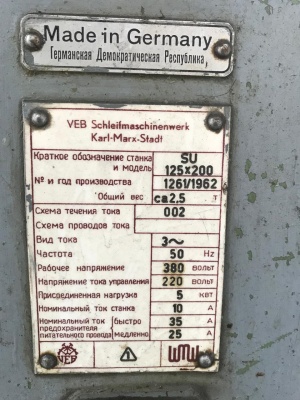 Made in Germany
Германская Демократическая Республика
VEB Schleifmaschinenwerk
Karl-Marx-Stadt
Краткое обозначение станка и модель SU 125x200
№ и год производства 1261/1962
Общий вес ca 2,5 т
Схема течения тока 002
Схема проводов тока
Вид тока 3~
Частота 50 Hz
Рабочее напряжение 380 вольт
Напряжение тока управления 220 вольт
Присоединенная нагрузка 5 квт
Номинальный ток станка 10 A
Номинальный ток предохранителя питательного провода быстро 35 A
медленно 25 A
VEB WMW